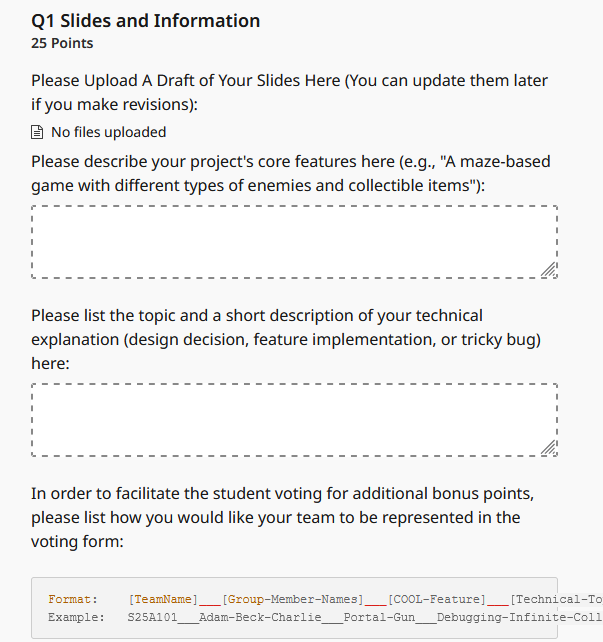 Q1 Slides and Information
25 Points
Please Upload A Draft of Your Slides Here (You can update them later
if you make revisions):
No files uploaded
Please describe your project's core features here (e.g., "A maze-based
game with different types of enemies and collectible items"):
Please list the topic and a short description of your technical
explanation (design decision, feature implementation, or tricky bug)
here:
In order to facilitate the student voting for additional bonus points,
please list how you would like your team to be represented in the
voting form:
Format: [TeamName]___[Group-Member-Names]___[COOL-Feature]___[Technical-To
Example: S25A101___Adam-Beck-Charlie___Portal-Gun___Debugging-Infinite-Coll